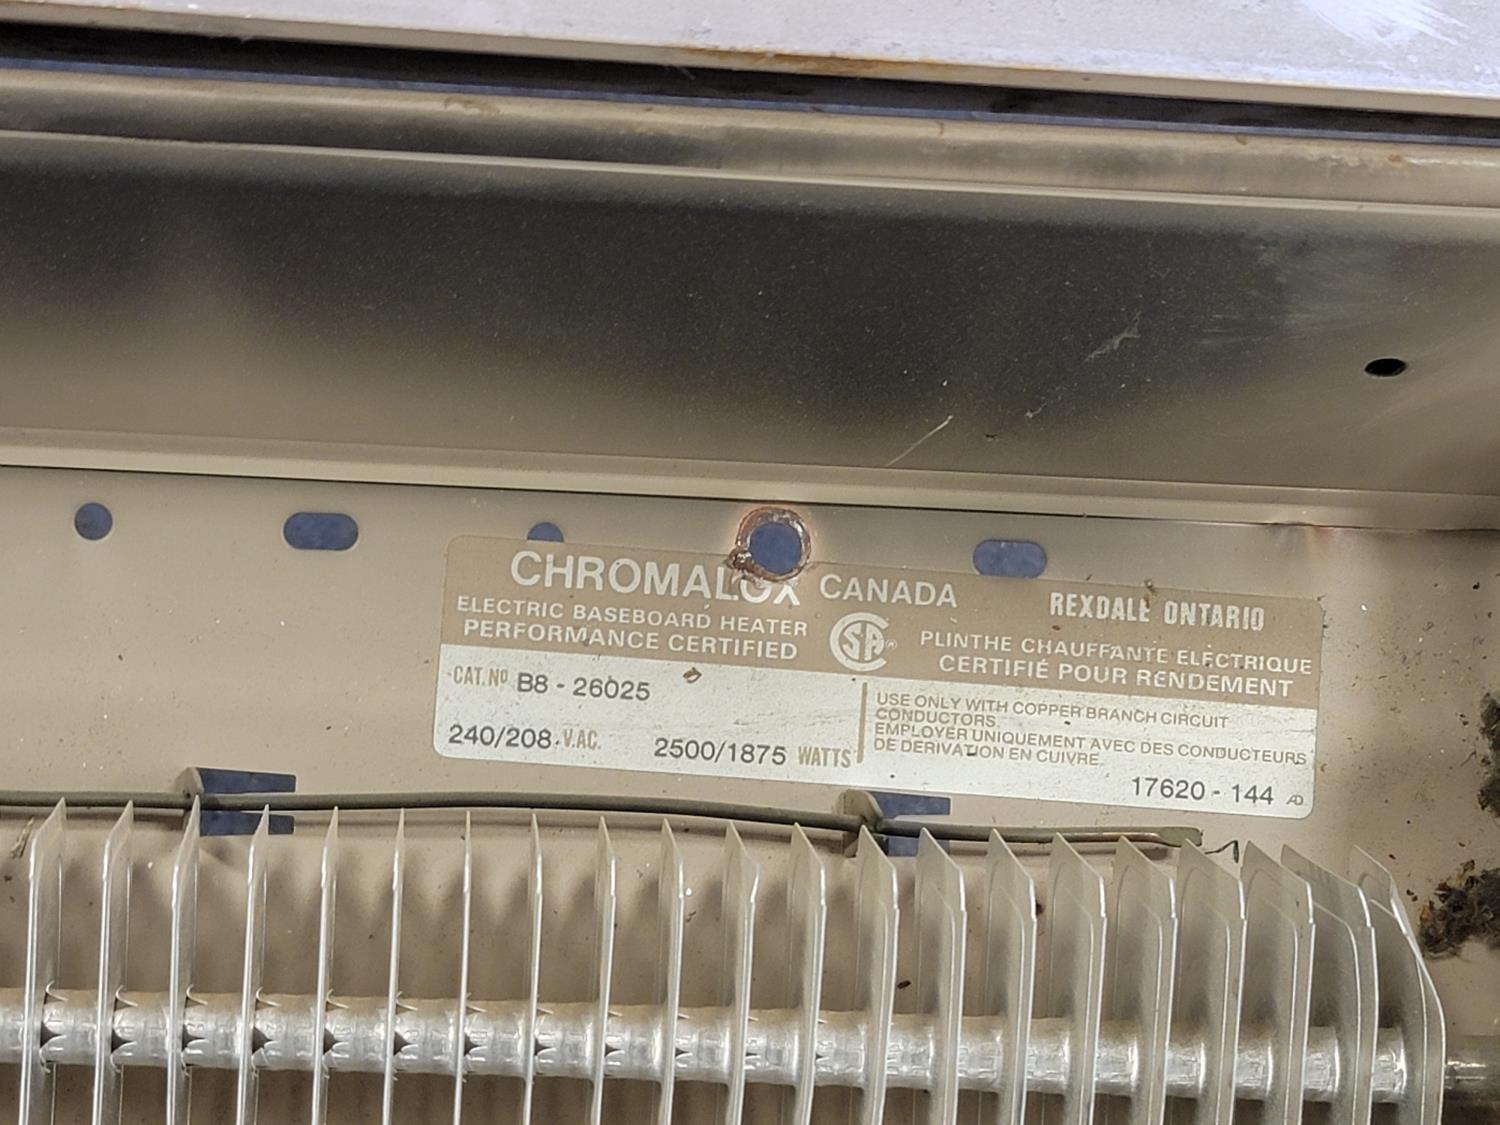 CHROMALOX CANADA
REXDALE ONTARIO
ELECTRIC BASEBOARD HEATER
PERFORMANCE CERTIFIED
CSA
PLINTHE CHAUFFANTE ELECTRIQUE
CERTIFIÉ POUR RENDEMENT
CAT. NO B8 - 26025
240/208 V.AC. 2500/1875 WATTS
USE ONLY WITH COPPER BRANCH CIRCUIT
CONDUCTORS.
EMPLOYER UNIQUEMENT AVEC DES CONDUCTEURS
DE DERIVATION EN CUIVRE.
17620 - 144 AD